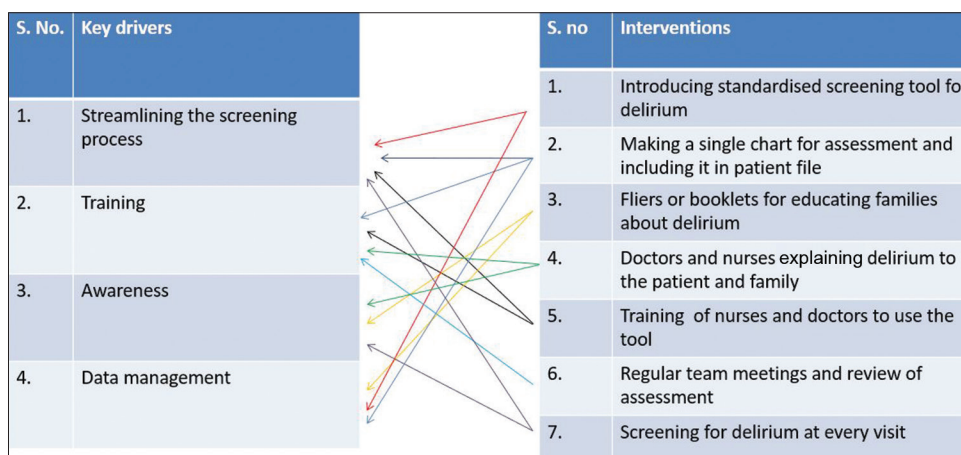 S. No. Key drivers
1. Streamlining the screening
process
2. Training
3. Awareness
4. Data management
S. no Interventions
1. Introducing standardised screening tool fo
delirium
2. Making a single chart for assessment and
including it in patient file
3. Fliers or booklets for educating families
about delirium
4. Doctors and nurses explaining delirium to
the patient and family
5. Training of nurses and doctors to use the
tool
6. Regular team meetings and review of
assessment
7. Screening for delirium at every visit